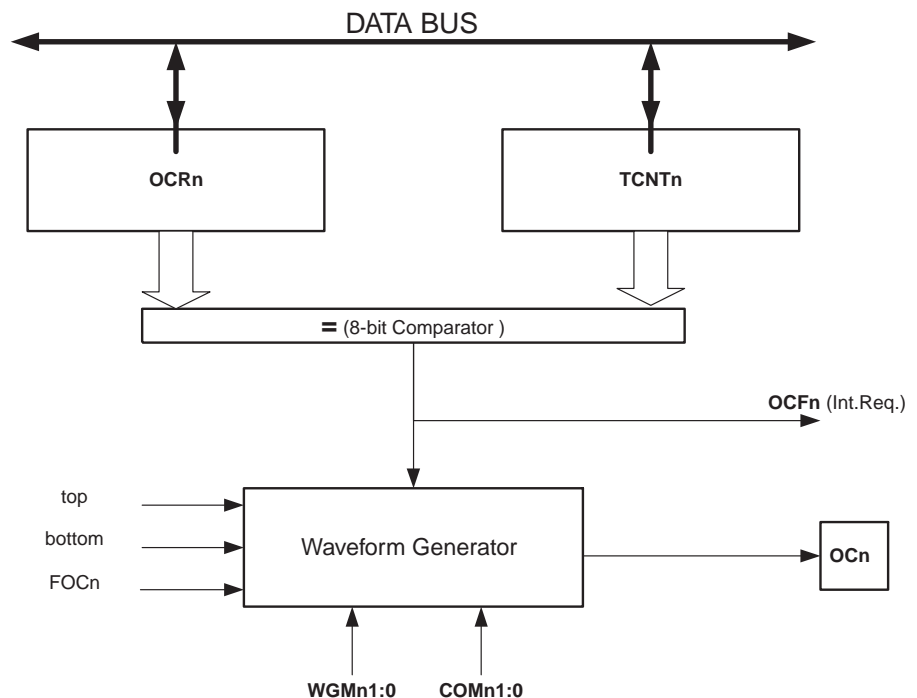 DATA BUS
OCRn
TCNTn
= (8-bit Comparator )
OCFn (Int.Req.)
top
bottom
FOCn
Waveform Generator
OCn
WGMn1:0
COMn1:0